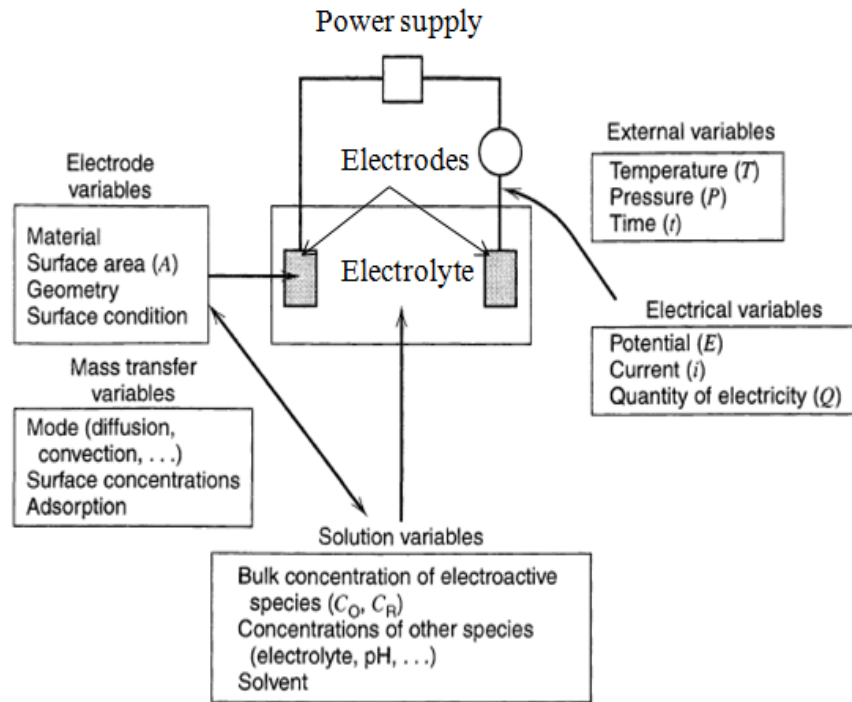 Power supply
Electrodes
Electrolyte
External variables
Temperature (T)
Pressure (P)
Time (t)
Electrode
variables
Material
Surface area (A)
Geometry
Surface condition
Electrical variables
Potential (E)
Current (i)
Quantity of electricity (Q)
Mass transfer
variables
Mode (diffusion,
convection, . . .)
Surface concentrations
Adsorption
Solution variables
Bulk concentration of electroactive
species (CO, CR)
Concentrations of other species
(electrolyte, pH, . . .)
Solvent